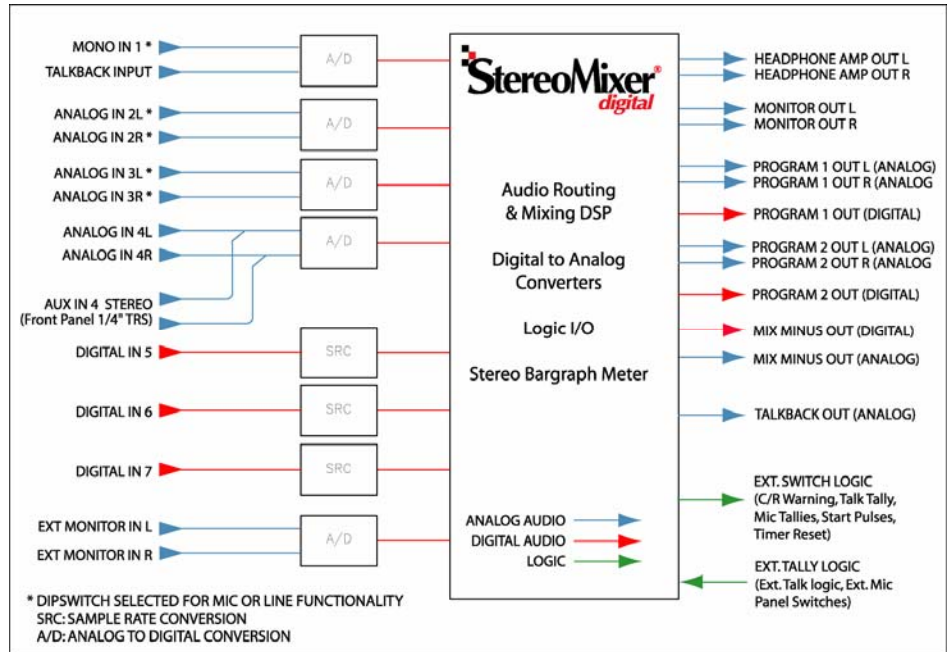 MONO IN 1 *
TALKBACK INPUT
A/D
ANALOG IN 2L *
ANALOG IN 2R *
A/D
ANALOG IN 3L *
ANALOG IN 3R *
A/D
ANALOG IN 4L
ANALOG IN 4R
A/D
AUX IN 4 STEREO
(Front Panel 1/4" TRS)
DIGITAL IN 5
SRC
DIGITAL IN 6
SRC
DIGITAL IN 7
SRC
EXT MONITOR IN L
EXT MONITOR IN R
A/D
* DIPSWITCH SELECTED FOR MIC OR LINE FUNCTIONALITY
SRC: SAMPLE RATE CONVERSION
A/D: ANALOG TO DIGITAL CONVERSION
StereoMixer®
digital
Audio Routing
& Mixing DSP
Digital to Analog
Converters
Logic I/O
Stereo Bargraph Meter
ANALOG AUDIO
DIGITAL AUDIO
LOGIC
HEADPHONE AMP OUT L
HEADPHONE AMP OUT R
MONITOR OUT L
MONITOR OUT R
PROGRAM 1 OUT L (ANALOG)
PROGRAM 1 OUT R (ANALOG
PROGRAM 1 OUT (DIGITAL)
PROGRAM 2 OUT L (ANALOG)
PROGRAM 2 OUT R (ANALOG
PROGRAM 2 OUT (DIGITAL)
MIX MINUS OUT (DIGITAL)
MIX MINUS OUT (ANALOG)
TALKBACK OUT (ANALOG)
EXT. SWITCH LOGIC
(C/R Warning, Talk Tally,
Mic Tallies, Start Pulses,
Timer Reset)
EXT. TALLY LOGIC
(Ext. Talk logic, Ext. Mic
Panel Switches)